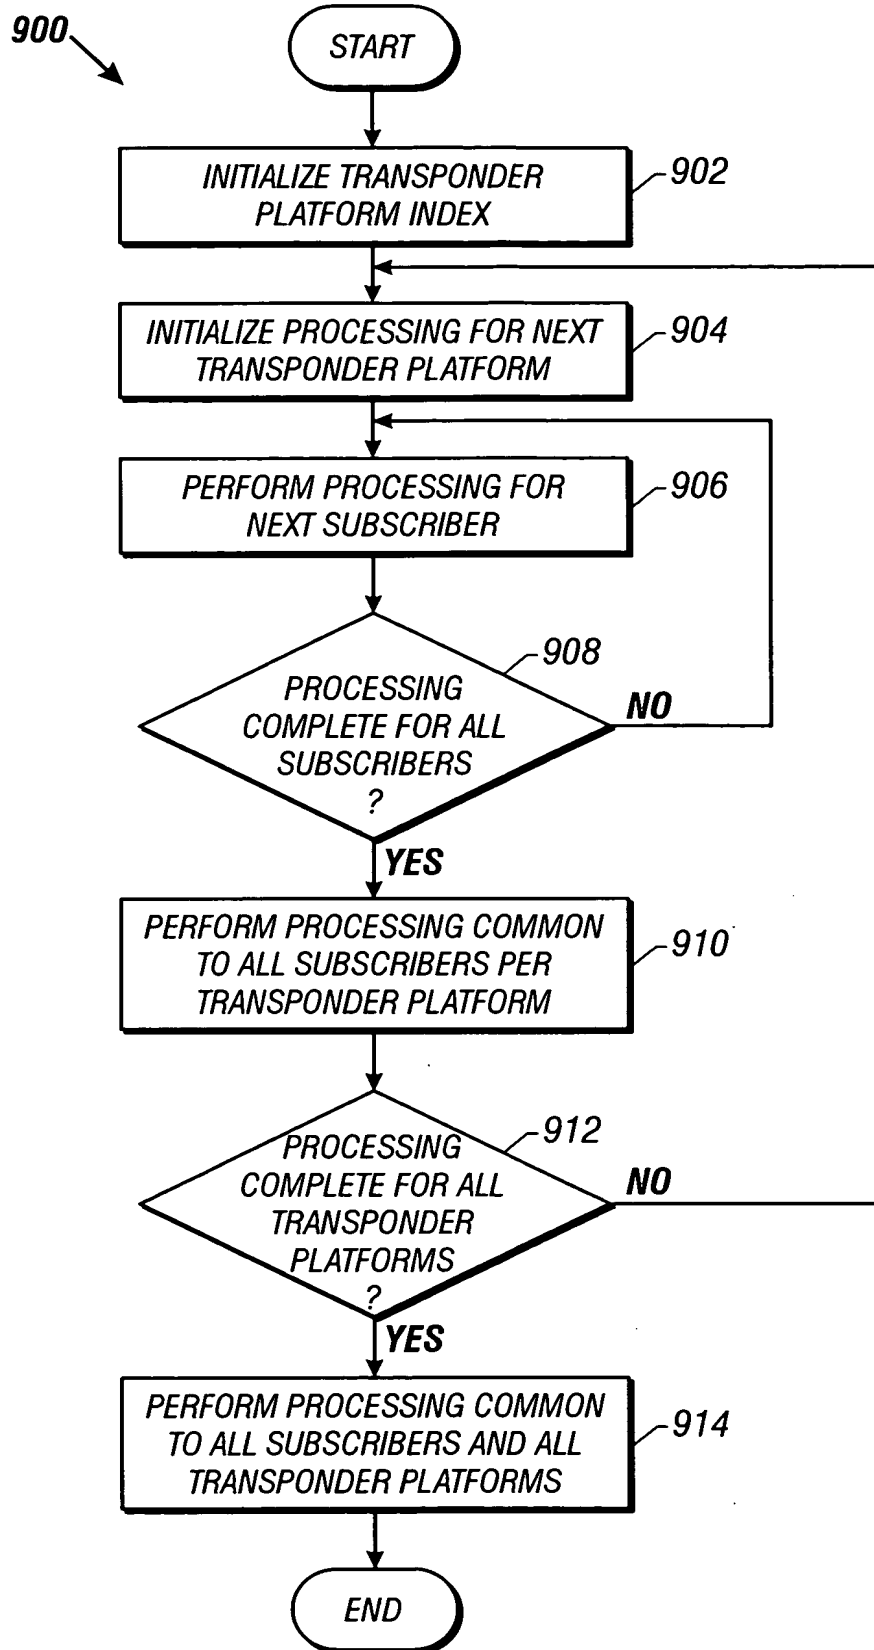 900
START
INITIALIZE TRANSPONDER
PLATFORM INDEX
902
INITIALIZE PROCESSING FOR NEXT
TRANSPONDER PLATFORM
904
PERFORM PROCESSING FOR
NEXT SUBSCRIBER
906
908
PROCESSING
COMPLETE FOR ALL
SUBSCRIBERS
?
NO
YES
PERFORM PROCESSING COMMON
TO ALL SUBSCRIBERS PER
TRANSPONDER PLATFORM
910
912
PROCESSING
COMPLETE FOR ALL
TRANSPONDER
PLATFORMS
?
NO
YES
PERFORM PROCESSING COMMON
TO ALL SUBSCRIBERS AND ALL
TRANSPONDER PLATFORMS
914
END